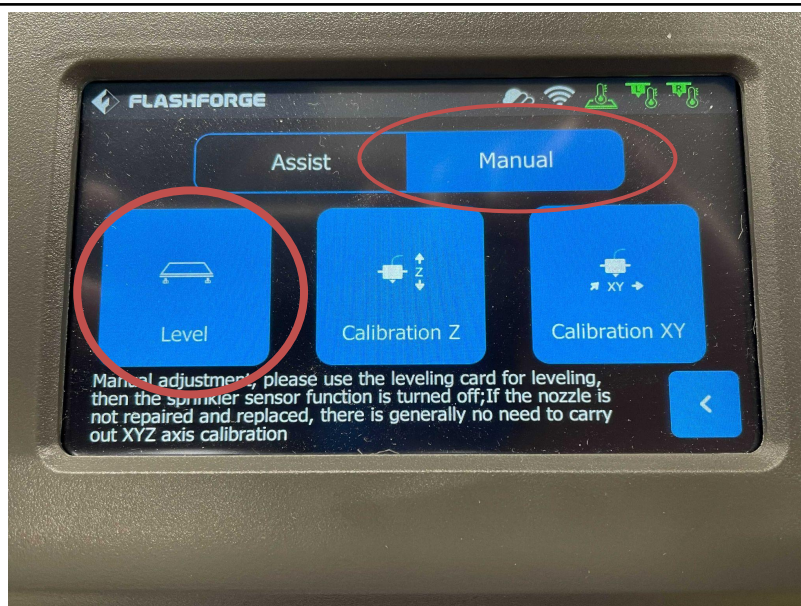 FLASHFORGE
L R
Assist Manual
Z
XY
Level Calibration Z Calibration XY
Manual adjustment, please use the leveling card for leveling,
then the sprinkler sensor function is turned off;If the nozzle is
not repaired and replaced, there is generally no need to carry
out XYZ axis calibration